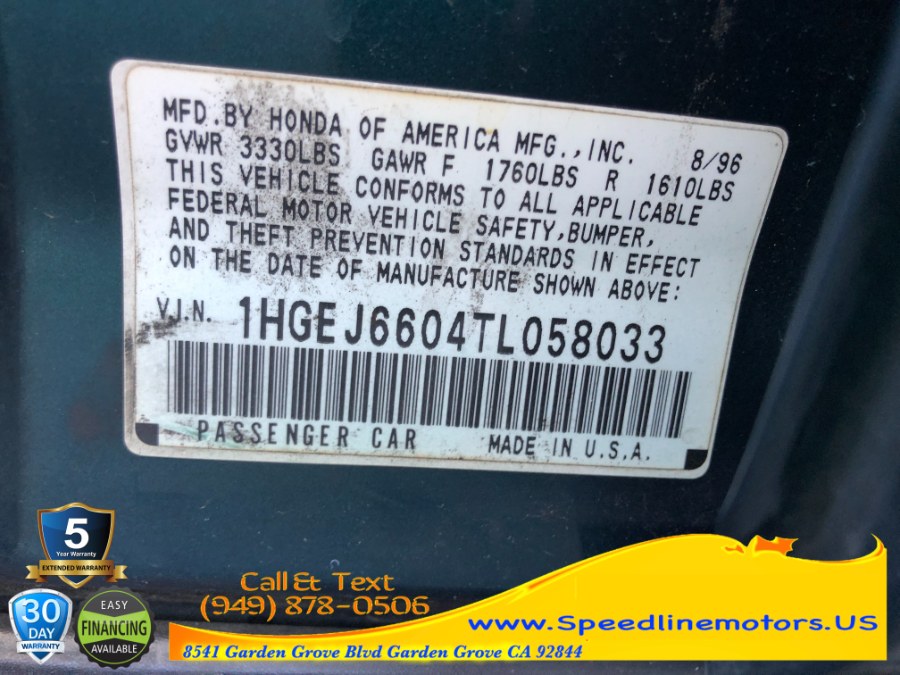 MFD. BY HONDA OF AMERICA MFG., INC. 8/96
GVWR 3330LBS GAWR F 1760LBS R 1610LBS
THIS VEHICLE CONFORMS TO ALL APPLICABLE
FEDERAL MOTOR VEHICLE SAFETY, BUMPER,
AND THEFT PREVENTION STANDARDS IN EFFECT
ON THE DATE OF MANUFACTURE SHOWN ABOVE:
V.I.N. 1HGEJ6604TL058033
PASSENGER CAR MADE IN U.S.A.
5
Year Warranty
EXTENDED WARRANTY
30
DAY
WARRANTY
EASY
FINANCING
AVAILABLE
Call & Text
(949) 878-0506
www.Speedlinemotors.US
8541 Garden Grove Blvd Garden Grove CA 92844